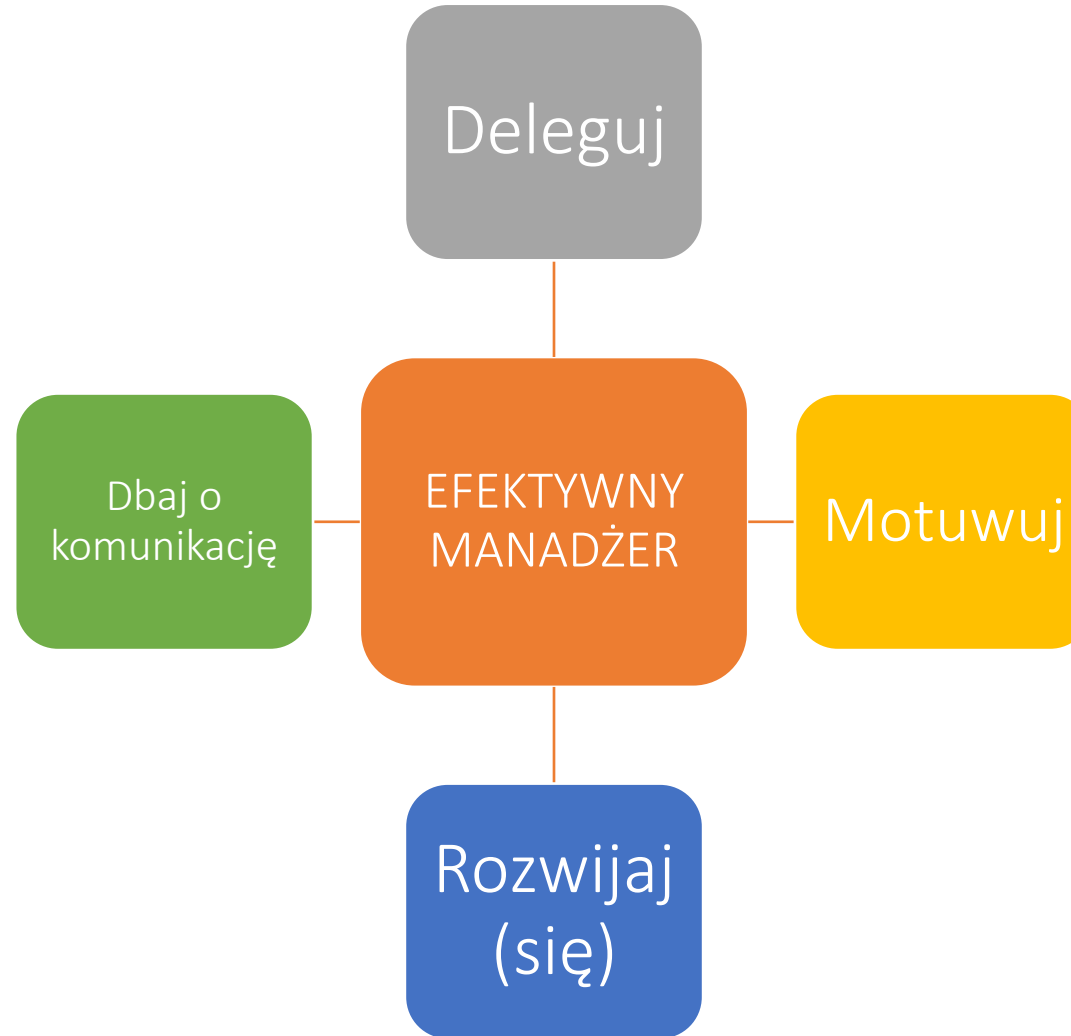 Deleguj
Dbaj o
komunikację
EFEKTYWNY
MANADŻER
Motuwuj
Rozwijaj
(się)